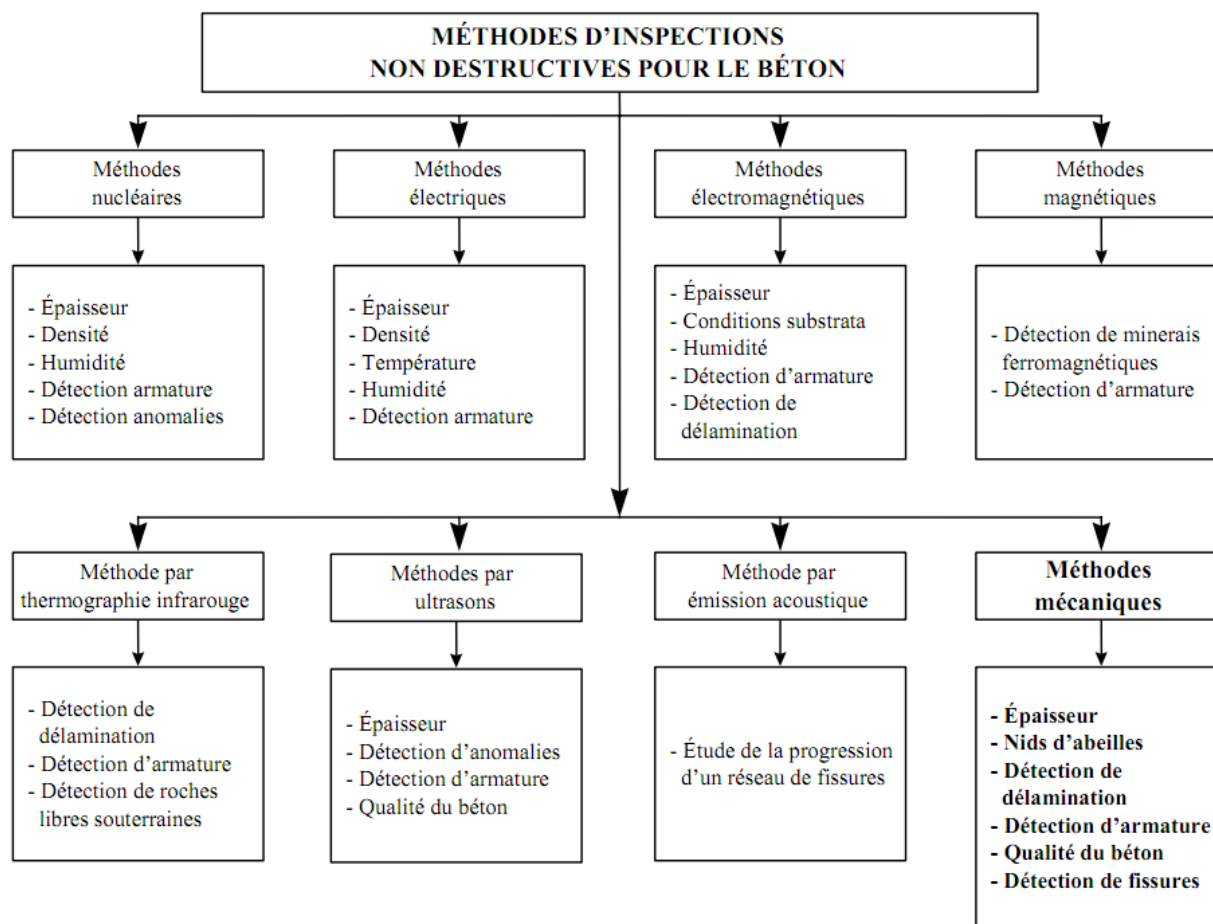 MÉTHODES D’INSPECTIONS
NON DESTRUCTIVES POUR LE BÉTON
Méthodes
nucléaires
Méthodes
électriques
Méthodes
électromagnétiques
Méthodes
magnétiques
- Épaisseur
- Densité
- Humidité
- Détection armature
- Détection anomalies
- Épaisseur
- Densité
- Température
- Humidité
- Détection armature
- Épaisseur
- Conditions substrata
- Humidité
- Détection d’armature
- Détection de
délamination
- Détection de minerais
ferromagnétiques
- Détection d’armature
Méthode par
thermographie infrarouge
Méthodes par
ultrasons
Méthode par
émission acoustique
Méthodes
mécaniques
- Détection de
délamination
- Détection d’armature
- Détection de roches
libres souterraines
- Épaisseur
- Détection d’anomalies
- Détection d’armature
- Qualité du béton
- Étude de la progression
d’un réseau de fissures
- Épaisseur
- Nids d’abeilles
- Détection de
délamination
- Détection d’armature
- Qualité du béton
- Détection de fissures